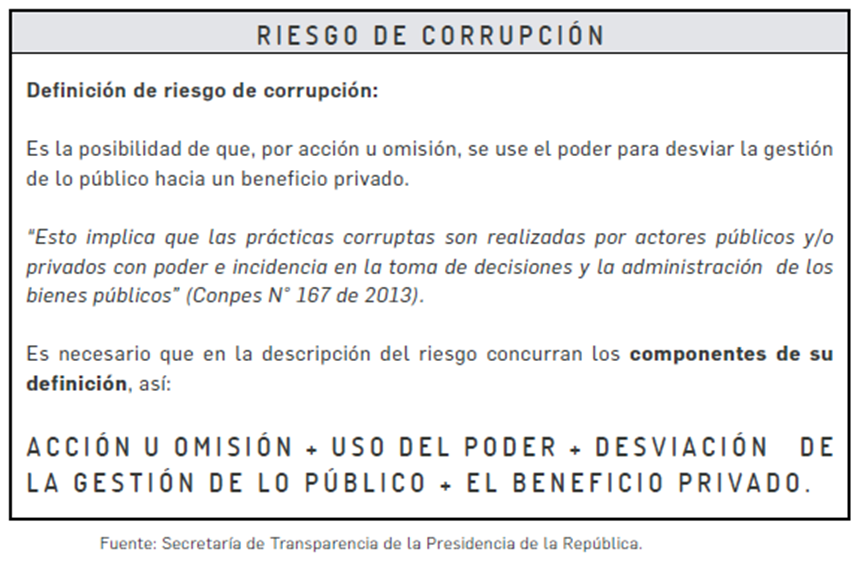 RIESGO DE CORRUPCIÓN
Definición de riesgo de corrupción:
Es la posibilidad de que, por acción u omisión, se use el poder para desviar la gestión
de lo público hacia un beneficio privado.
“Esto implica que las prácticas corruptas son realizadas por actores públicos y/o
privados con poder e incidencia en la toma de decisiones y la administración de los
bienes públicos” (Conpes N° 167 de 2013).
Es necesario que en la descripción del riesgo concurran los componentes de su
definición, así:
ACCIÓN U OMISIÓN + USO DEL PODER + DESVIACIÓN DE
LA GESTIÓN DE LO PÚBLICO + EL BENEFICIO PRIVADO.
Fuente: Secretaría de Transparencia de la Presidencia de la República.